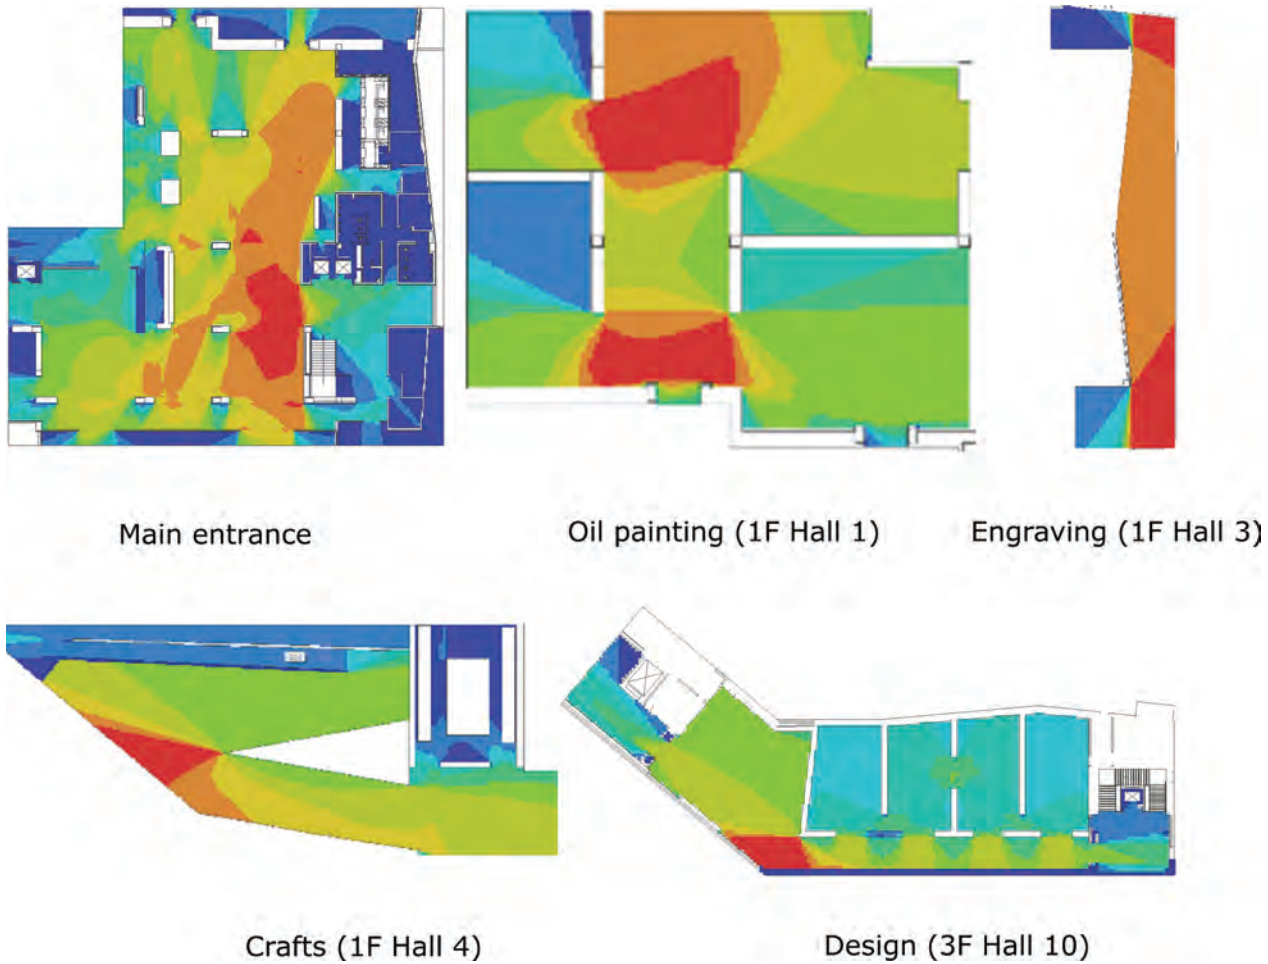 Main entrance
Oil painting (1F Hall 1)
Engraving (1F Hall 3)
Crafts (1F Hall 4)
Design (3F Hall 10)